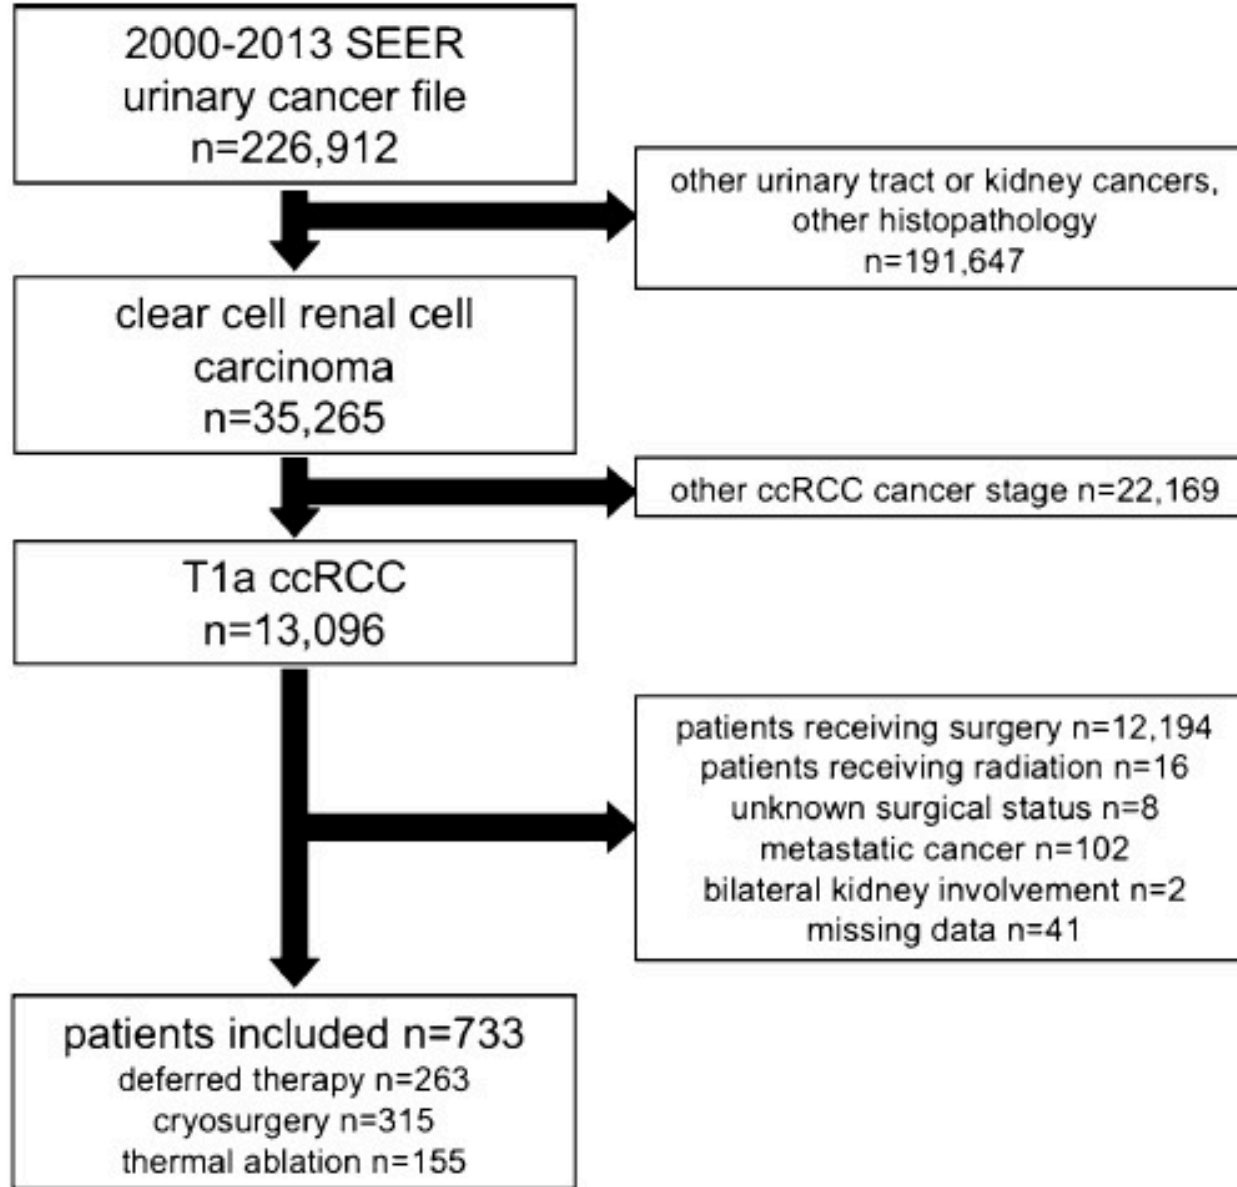 2000-2013 SEER
urinary cancer file
n=226,912
other urinary tract or kidney cancers,
other histopathology
n=191,647
clear cell renal cell
carcinoma
n=35,265
other ccRCC cancer stage n=22,169
T1a ccRCC
n=13,096
patients receiving surgery n=12,194
patients receiving radiation n=16
unknown surgical status n=8
metastatic cancer n=102
bilateral kidney involvement n=2
missing data n=41
patients included n=733
deferred therapy n=263
cryosurgery n=315
thermal ablation n=155